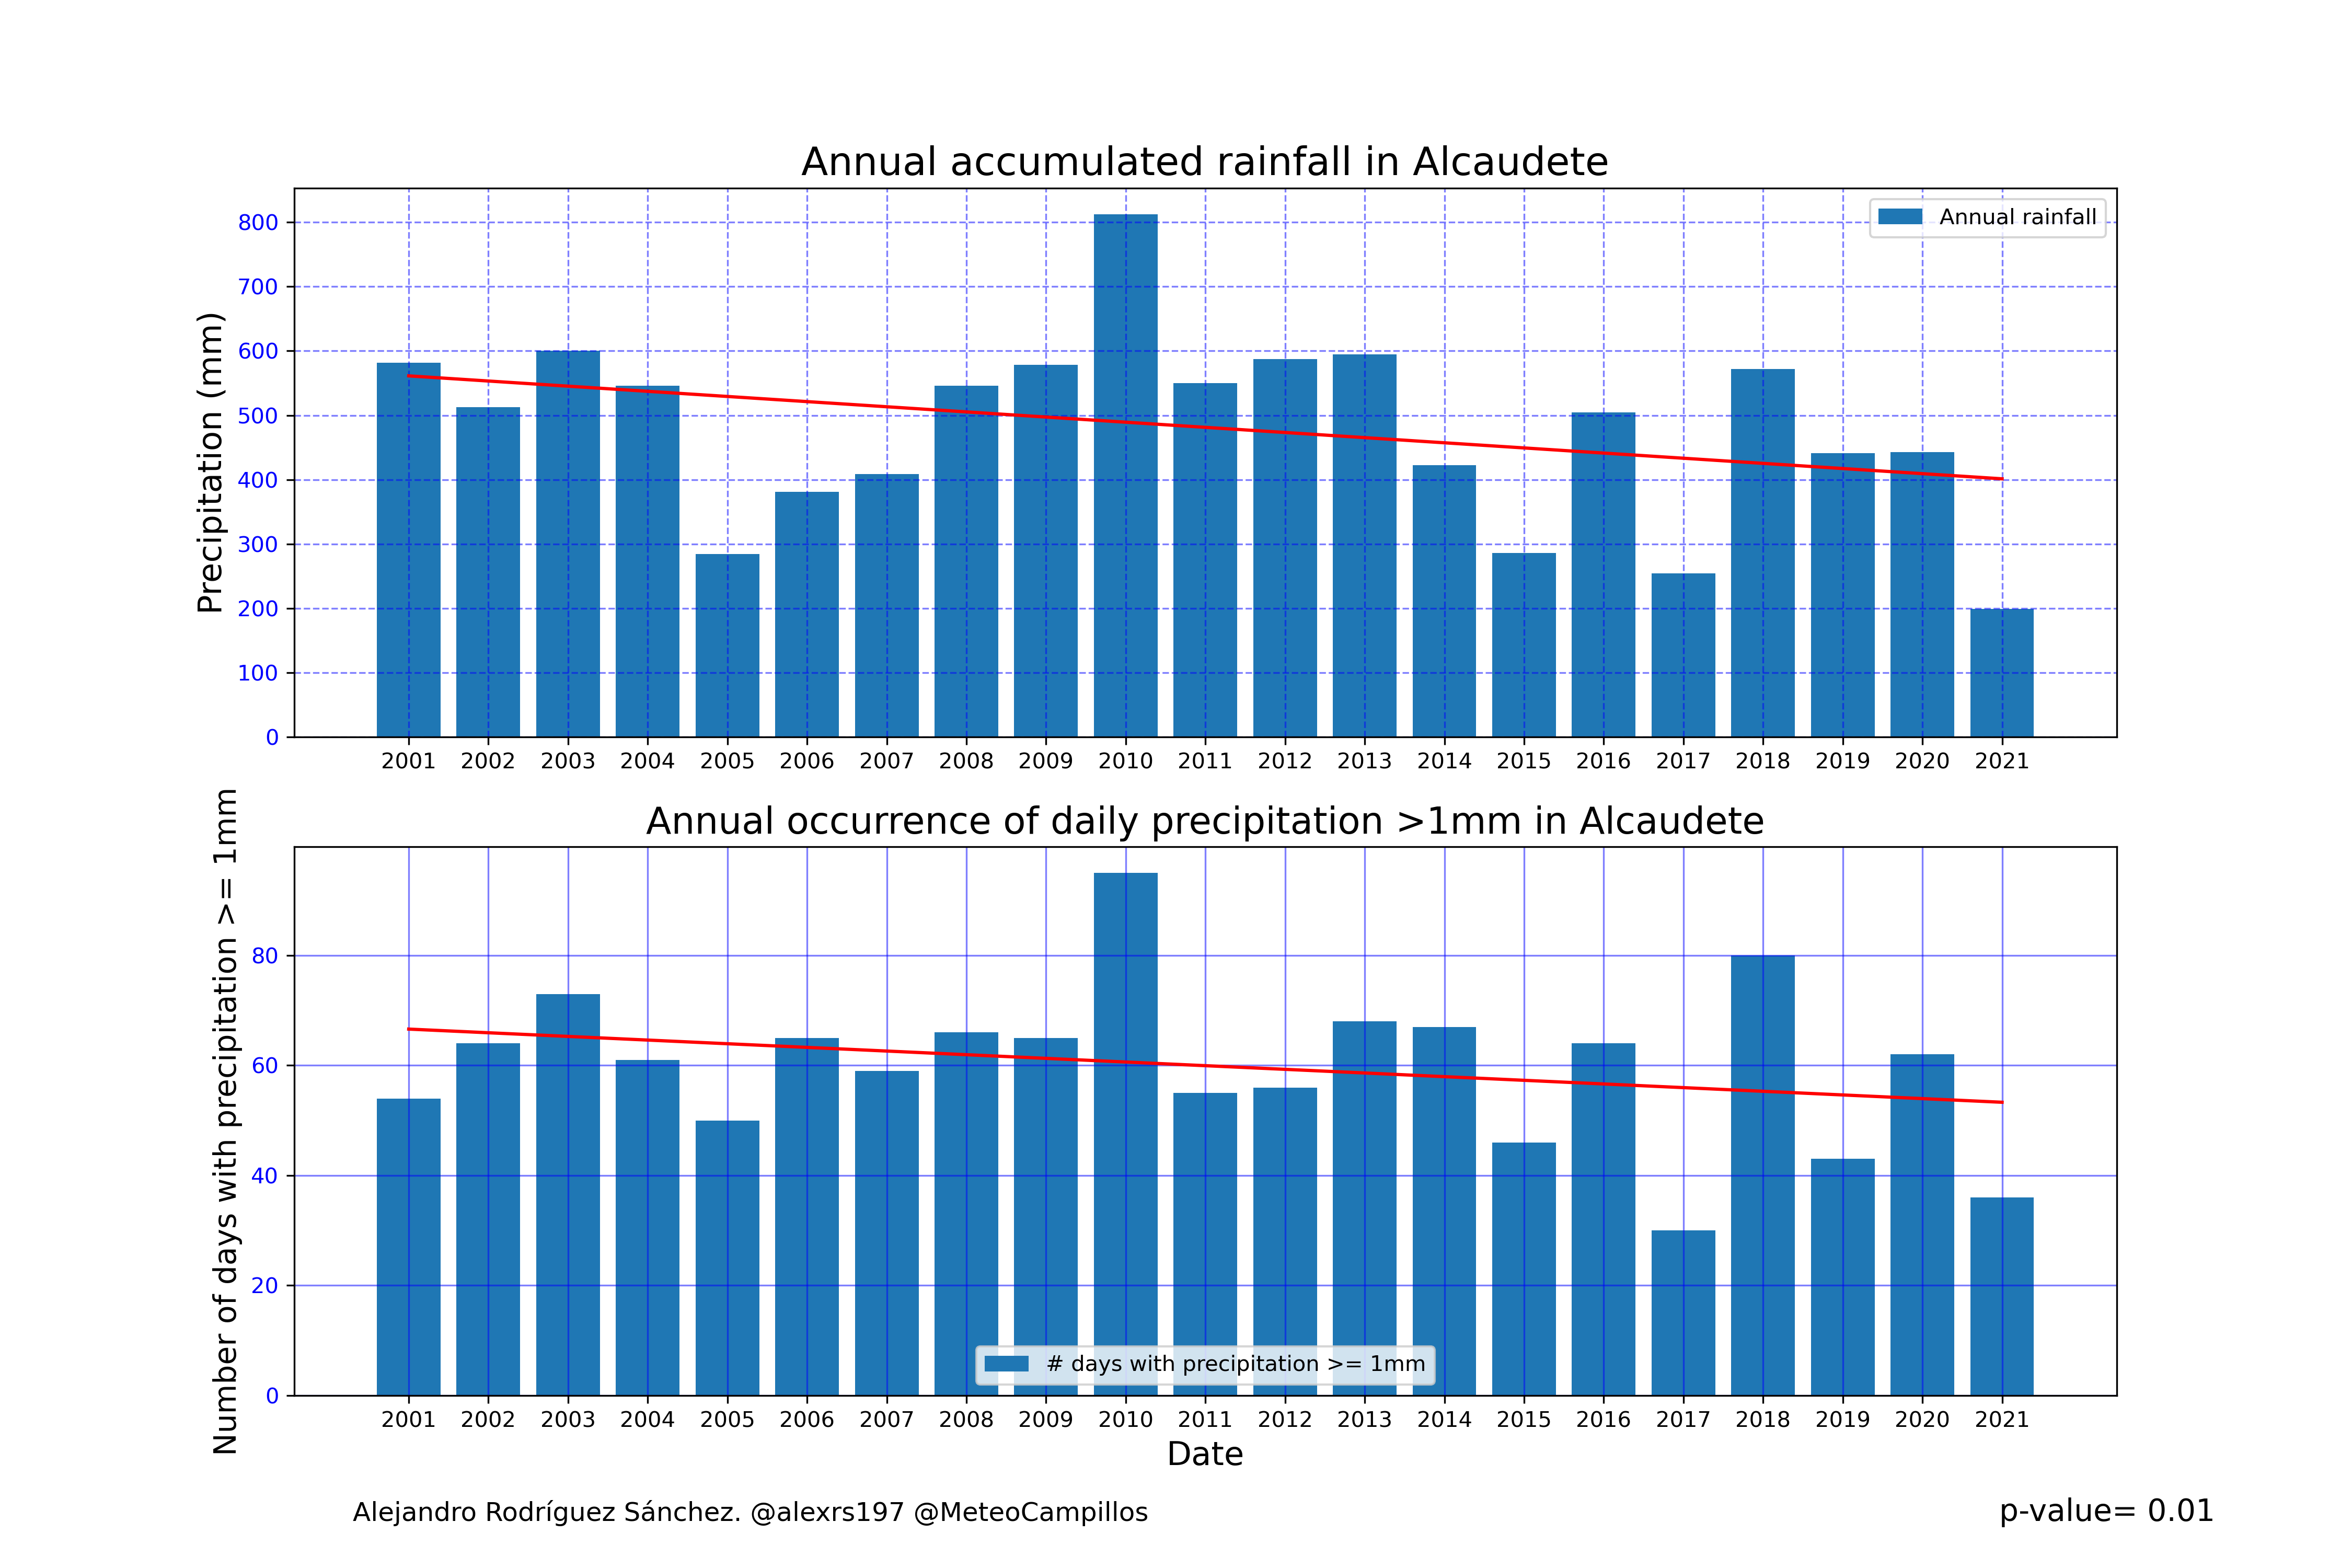 Annual accumulated rainfall in Alcaudete
Precipitation (mm)
800
700
600
500
400
300
200
100
0
Annual rainfall
2001 2002 2003 2004 2005 2006 2007 2008 2009 2010 2011 2012 2013 2014 2015 2016 2017 2018 2019 2020 2021
Annual occurrence of daily precipitation >1mm in Alcaudete
Number of days with precipitation >= 1mm
80
60
40
20
0
# days with precipitation >= 1mm
2001 2002 2003 2004 2005 2006 2007 2008 2009 2010 2011 2012 2013 2014 2015 2016 2017 2018 2019 2020 2021
Date
Alejandro Rodríguez Sánchez. @alexrs197 @MeteoCampillos
p-value= 0.01